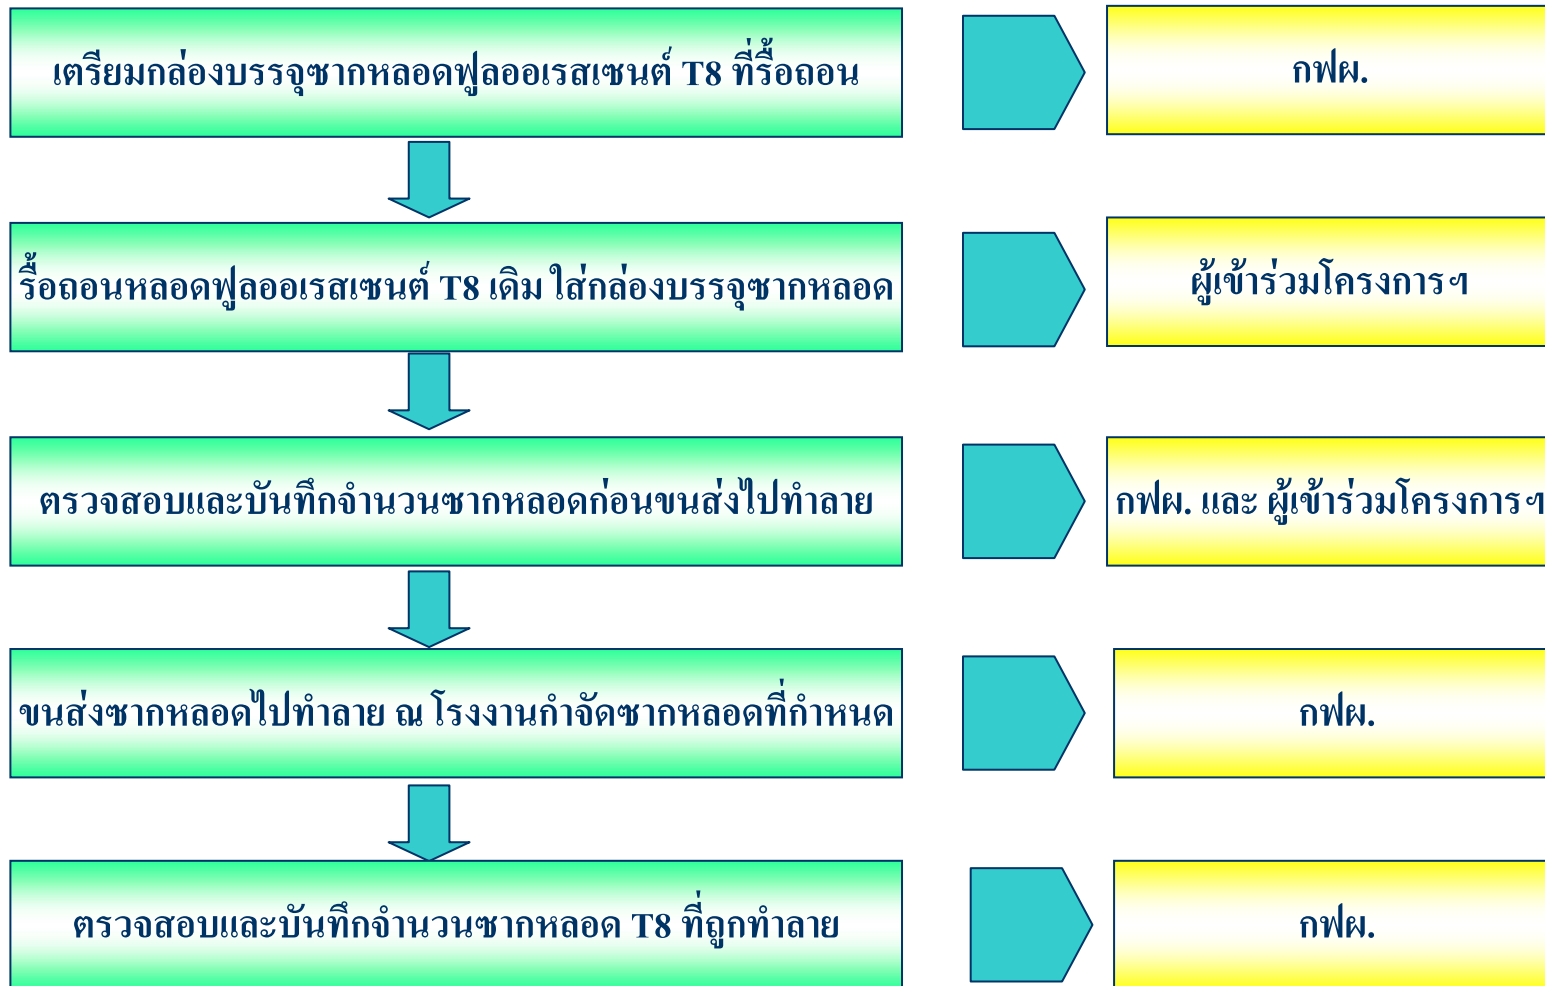 เตรียมกล่องบรรจุซากหลอดฟูลออเรสเซนต์ T8 ที่รื้อถอน
กฟผ.
รื้อถอนหลอดฟูลออเรสเซนต์ T8 เดิม ใส่กล่องบรรจุซากหลอด
ผู้เข้าร่วมโครงการฯ
ตรวจสอบและบันทึกจำนวนซากหลอดก่อนขนส่งไปทำลาย
กฟผ. และ ผู้เข้าร่วมโครงการฯ
ขนส่งซากหลอดไปทำลาย ณ โรงงานกำจัดซากหลอดที่กำหนด
กฟผ.
ตรวจสอบและบันทึกจำนวนซากหลอด T8 ที่ถูกทำลาย
กฟผ.